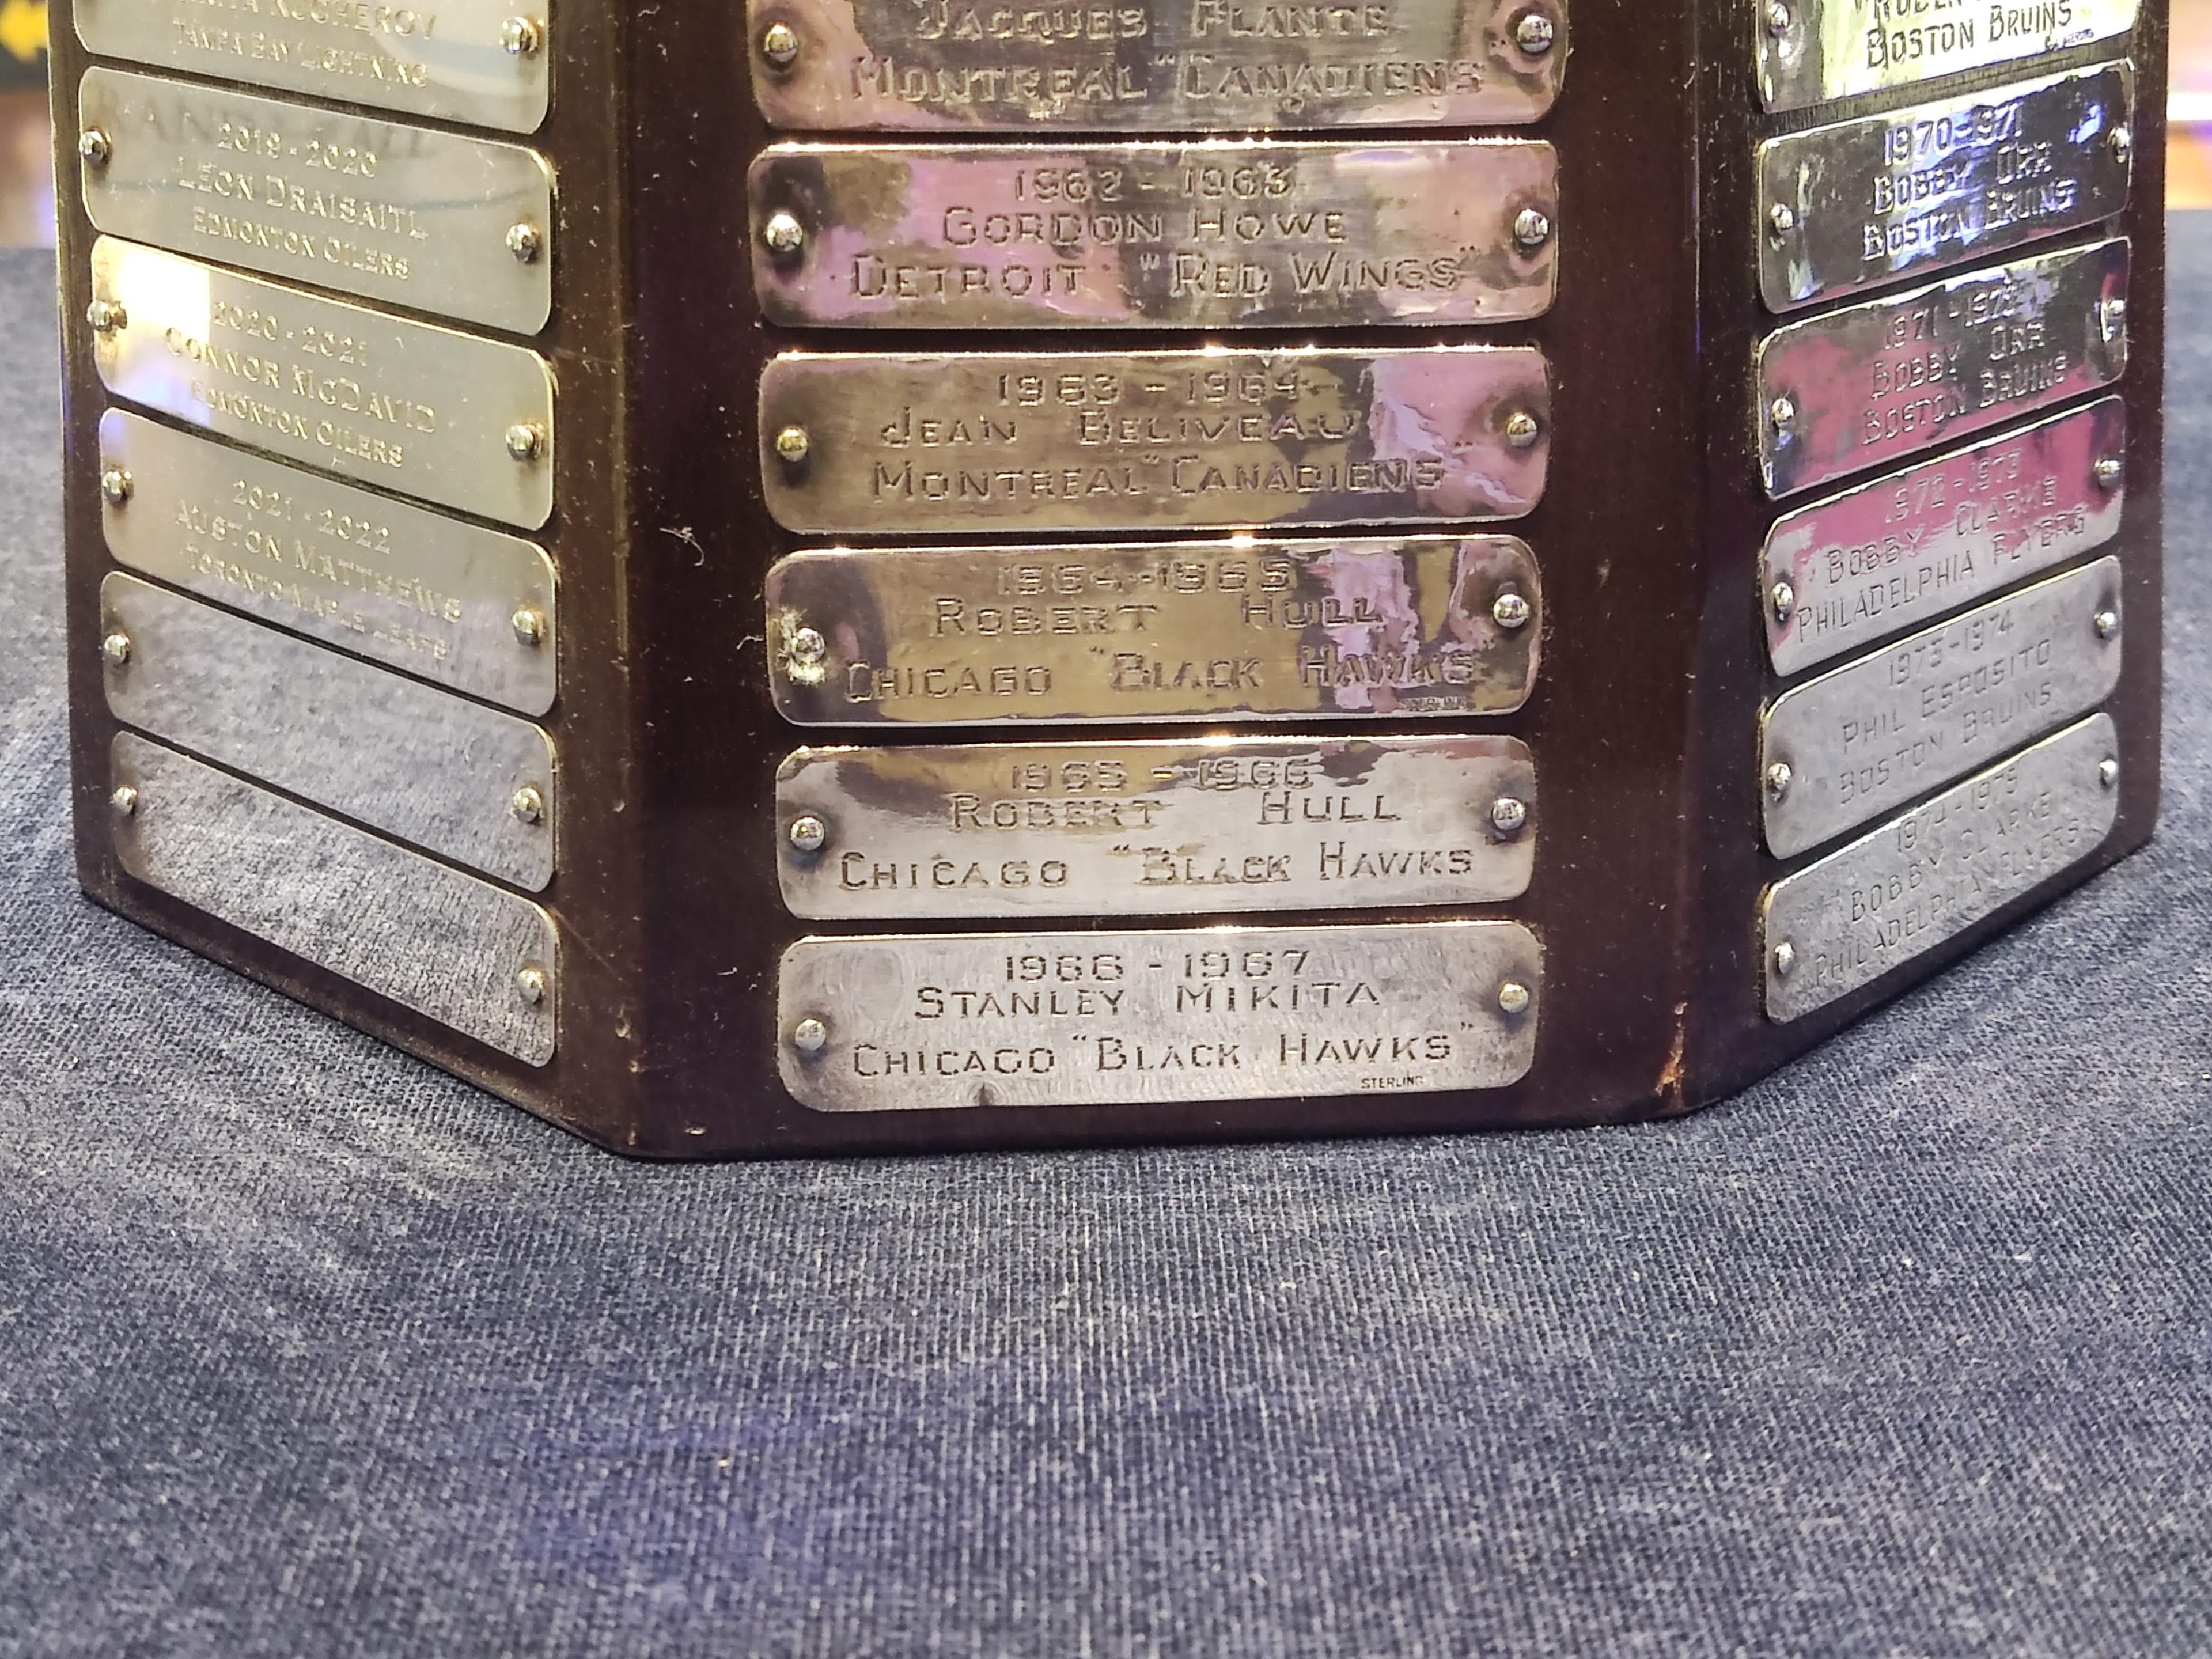 KUCHEROV
TAMPA BAY LIGHTNING
2019 - 2020
LEON DRAISAITL
EDMONTON OILERS
2020 - 2021
CONNOR MCDAVID
EDMONTON OILERS
2021 - 2022
AUSTON MATTHEWS
TORONTO MAPLE LEAFS
JACQUES PLANTE
MONTREAL "CANADIENS
1962 - 1963
GORDON HOWE
DETROIT "RED WINGS"
1963 - 1964
JEAN BELIVEAU
MONTREAL "CANADIENS
1964 - 1965
ROBERT HULL
CHICAGO "BLACK HAWKS
STERLING
1965 - 1966
ROBERT HULL
CHICAGO "BLACK HAWKS"
1966 - 1967
STANLEY MIKITA
CHICAGO "BLACK HAWKS"
STERLING
BOSTON BRUINS
1970-1971
BOBBY ORR
BOSTON BRUINS
1971-1972
BOBBY ORR
BOSTON BRUINS
1972-1973
BOBBY CLARKE
PHILADELPHIA FLYERS
1973-1974
PHIL ESPOSITO
BOSTON BRUINS
1974-1975
BOBBY CLARKE
PHILADELPHIA FLYERS